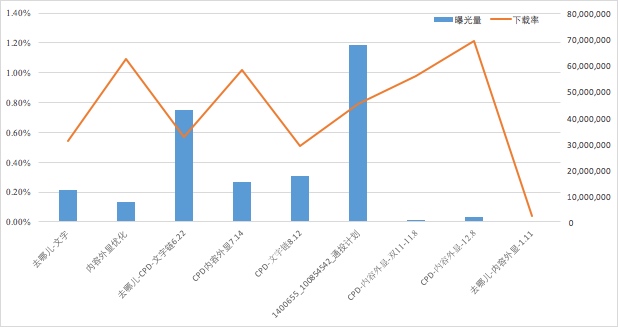 1.40%
1.20%
1.00%
0.80%
0.60%
0.40%
0.20%
0.00%
曝光量 下载率
80,000,000
70,000,000
60,000,000
50,000,000
40,000,000
30,000,000
20,000,000
10,000,000
0
去哪儿-文字
内容外显优化
去哪儿-CPD-文字链6.22
CPD内容外显7.14
CPD-文字链8.12
1400655_100854542_通投计划
CPD-内容外显-双11-11.8
CPD-内容外显-12.8
去哪儿-内容外显-1.11